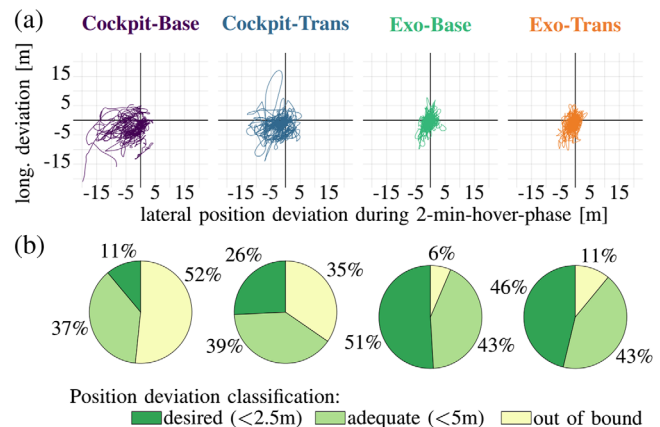 (a) Cockpit-Base Cockpit-Trans Exo-Base Exo-Trans
long. deviation [m]
15
5
-5
-15
-15 -5 5 15 -15 -5 5 15 -15 -5 5 15 -15 -5 5 15
lateral position deviation during 2-min-hover-phase [m]
(b)
11% 52% 37%
26% 35% 39%
6% 43% 51%
11% 46% 43%
Position deviation classification:
desired (<2.5m) adequate (<5m) out of bound